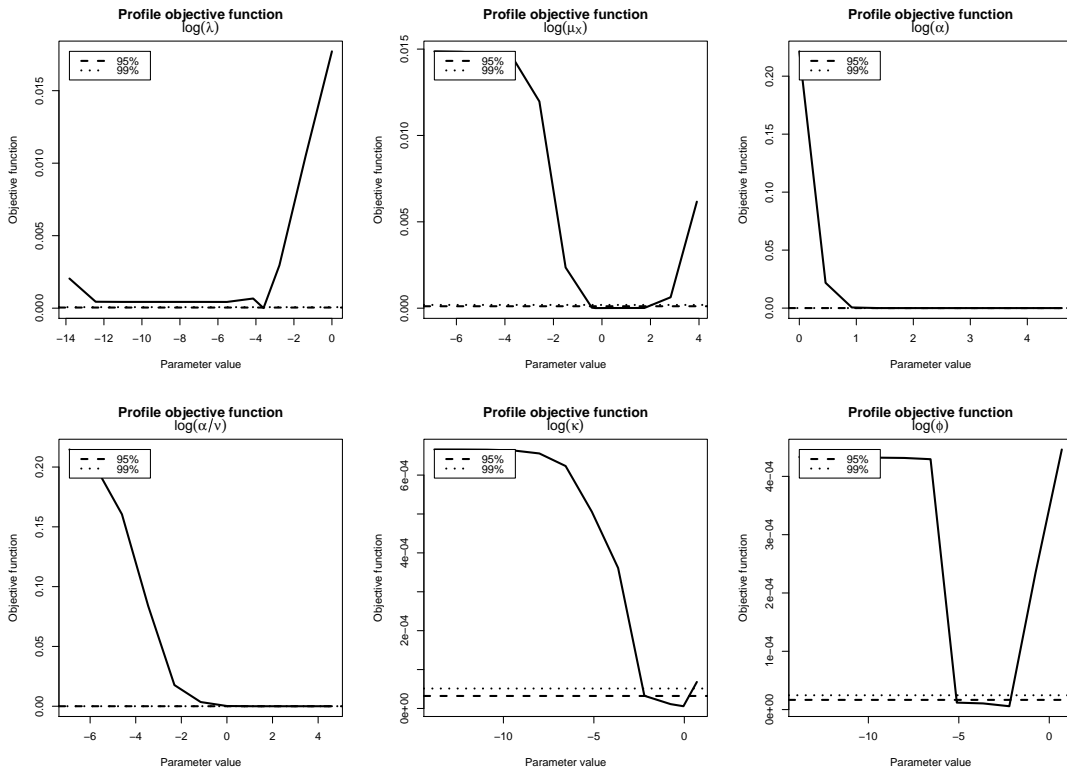 Profile objective function
log(λ)
95%
99%
Objective function
0.000 0.005 0.010 0.015
−14 −12 −10 −8 −6 −4 −2 0
Parameter value
Profile objective function
log(μX)
95%
99%
Objective function
0.000 0.005 0.010 0.015
−6 −4 −2 0 2 4
Parameter value
Profile objective function
log(α)
95%
99%
Objective function
0.00 0.05 0.10 0.15 0.20
0 1 2 3 4
Parameter value
Profile objective function
log(α/ν)
95%
99%
Objective function
0.00 0.05 0.10 0.15 0.20
−6 −4 −2 0 2 4
Parameter value
Profile objective function
log(κ)
95%
99%
Objective function
0e+00 2e−04 4e−04 6e−04
−10 −5 0
Parameter value
Profile objective function
log(ϕ)
95%
99%
Objective function
0e+00 1e−04 2e−04 3e−04 4e−04
−10 −5 0
Parameter value